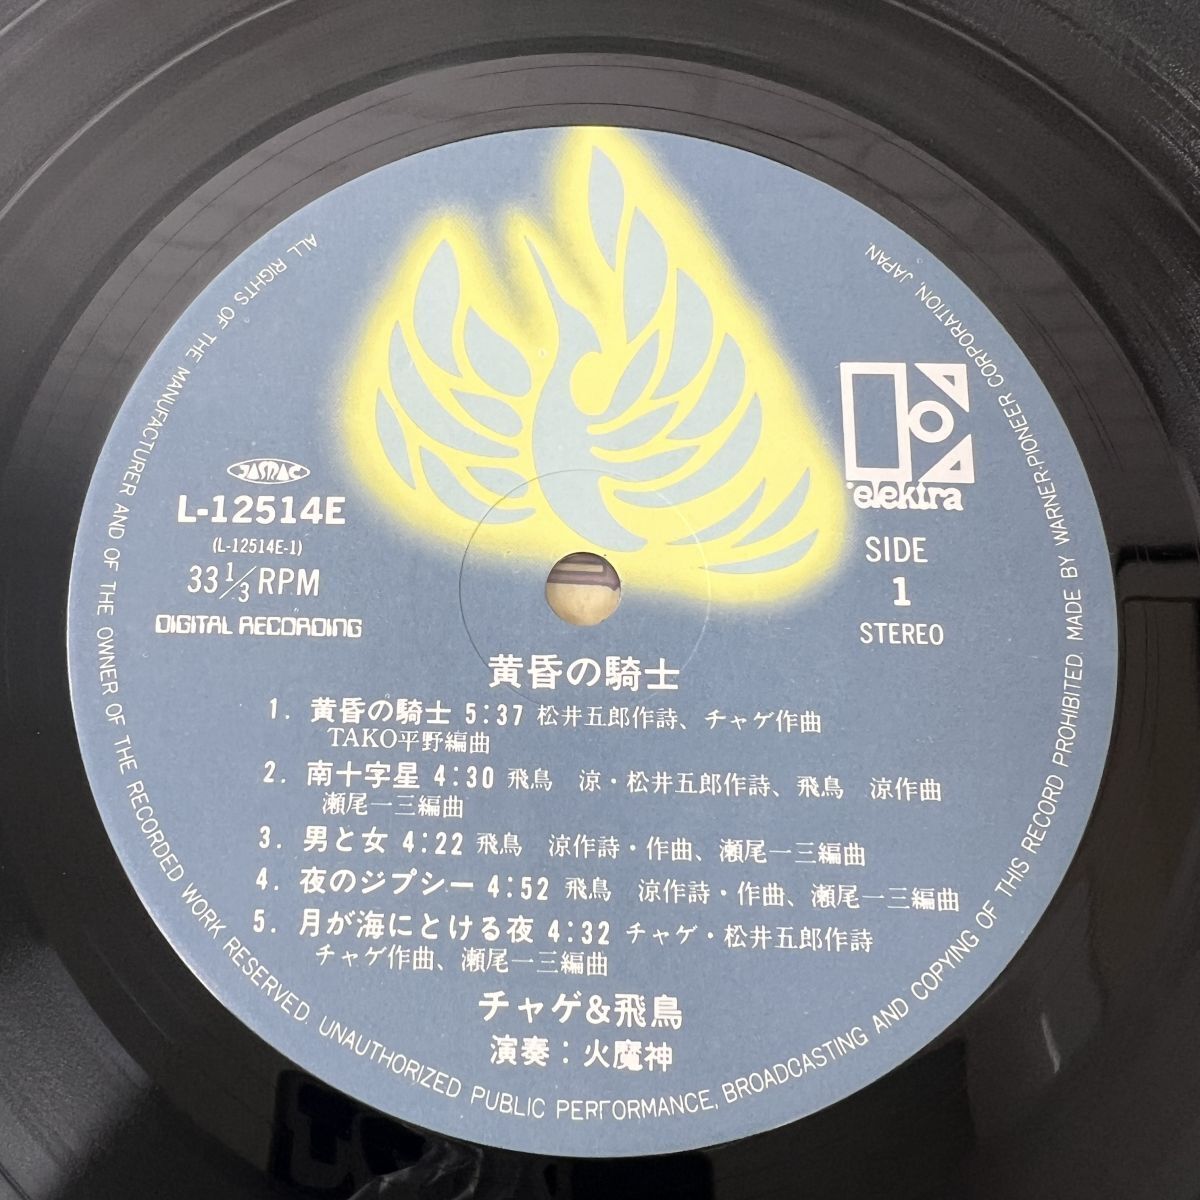 JASRAC
L-12514E
(L-12514E-1)
33 1/3 RPM
DIGITAL RECORDING
elektra
SIDE
1
STEREO
黄昏の騎士
1. 黄昏の騎士 5:37 松井五郎作詩、チャゲ作曲
TAKO平野編曲
2. 南十字星 4:30 飛鳥 涼・松井五郎作詩、飛鳥 涼作曲
瀬尾一三編曲
3. 男と女 4:22 飛鳥 涼作詩・作曲、瀬尾一三編曲
4. 夜のジプシー 4:52 飛鳥 涼作詩・作曲、瀬尾一三編曲
5. 月が海にとける夜 4:32 チャゲ・松井五郎作詩
チャゲ作曲、瀬尾一三編曲
チャゲ&飛鳥
演奏：火魔神
ALL RIGHTS OF THE MANUFACTURER AND OF THE OWNER OF THE RECORDED WORK RESERVED. UNAUTHORIZED PUBLIC PERFORMANCE, BROADCASTING AND COPYING OF THIS RECORD PROHIBITED. MADE BY WARNER-PIONEER CORPORATION, JAPAN.